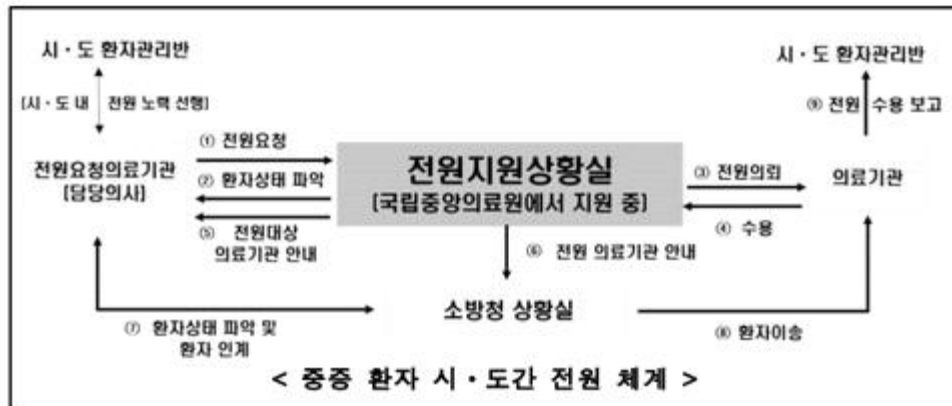 시·도 환자관리반
시·도 환자관리반
[시·도 내 전원 노력 선행]
⑨ 전원 수용 보고
① 전원요청
전원요청의료기관
[담당의사]
② 환자상태 파악
전원지원상황실
[국립중앙의료원에서 지원 중]
③ 전원의뢰
의료기관
④ 수용
⑤ 전원대상
의료기관 안내
⑥ 전원 의료기관 안내
소방청 상황실
⑦ 환자상태 파악 및
환자 인계
⑧ 환자이송
< 중증 환자 시·도간 전원 체계 >